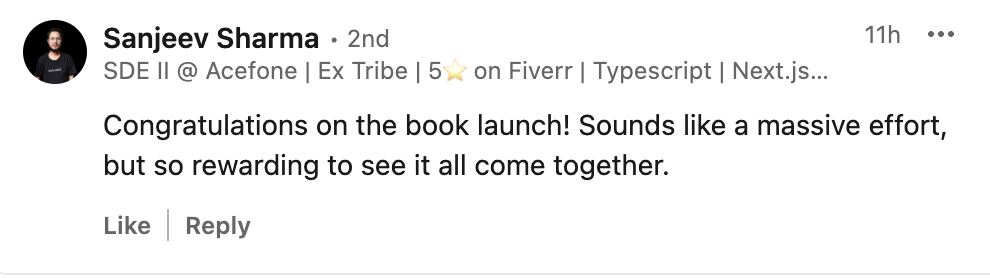 Sanjeev Sharma • 2nd
11h •••
SDE II @ Acefone | Ex Tribe | 5⭐ on Fiverr | Typescript | Next.js...
Congratulations on the book launch! Sounds like a massive effort,
but so rewarding to see it all come together.
Like | Reply